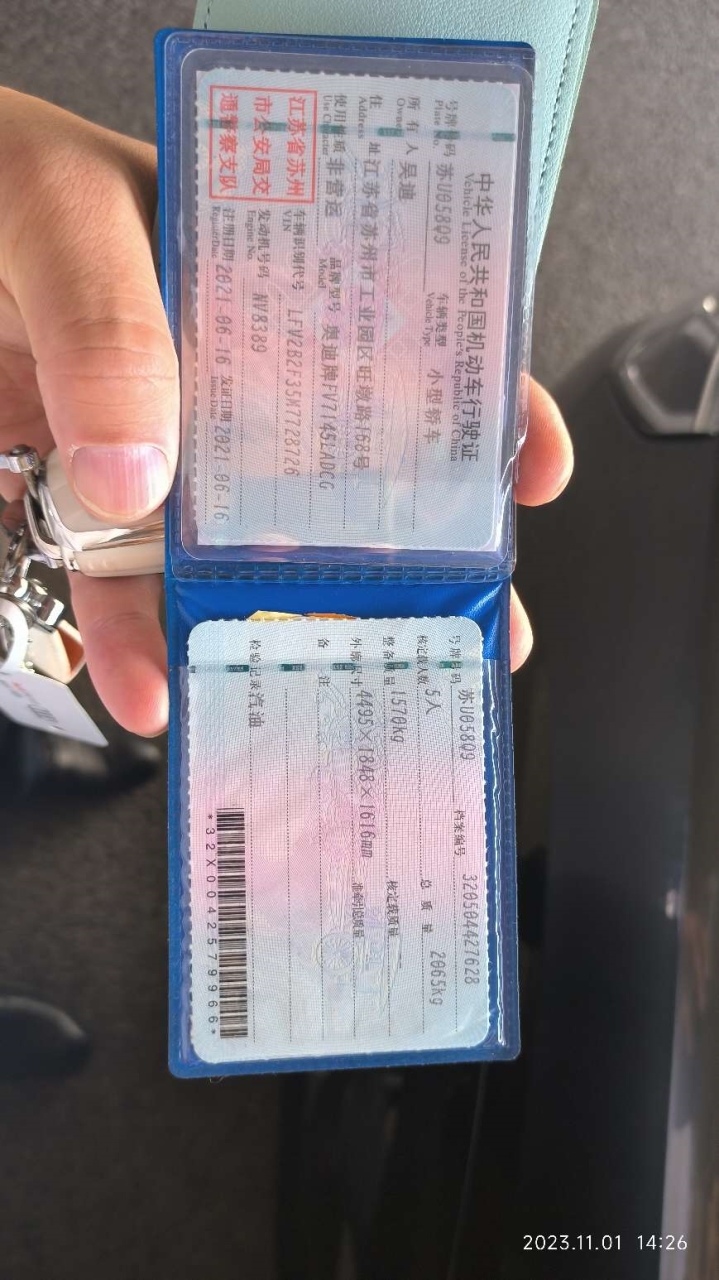 中华人民共和国机动车行驶证
Vehicle License of the People's Republic of China
号牌号码 苏U058Q9 车辆类型 小型轿车
Plate No. Vehicle Type
所有人 吴迪
Owner
住址 江苏省苏州市工业园区旺墩路168号
Address
使用性质 非营运 品牌型号 奥迪牌FV7145LADCG
Use Character Model
江苏省苏州
市公安局交
通警察支队
车辆识别代号 LFV2B2F35M7728726
VIN
发动机号码 NV8389
Engine No.
注册日期 2021-06-16 发证日期 2021-06-16
Register Date Issue Date
号牌号码 苏U058Q9 档案编号 320504427628
核定载人数 5人 总质量 2065kg
整备质量 1570kg 核定载质量
外廓尺寸 4495×1848×1616mm 准牵引总质量
备注
检验记录 汽油
*32X0042579966*
2023.11.01 14:26